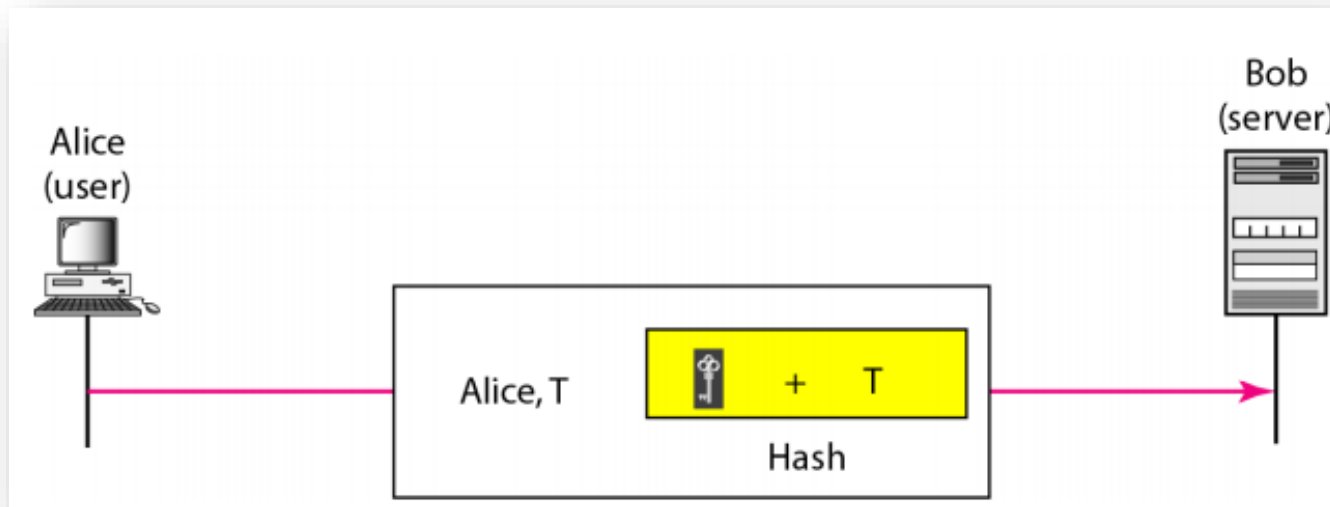 Alice
(user)
Bob
(server)
Alice, T
+ T
Hash